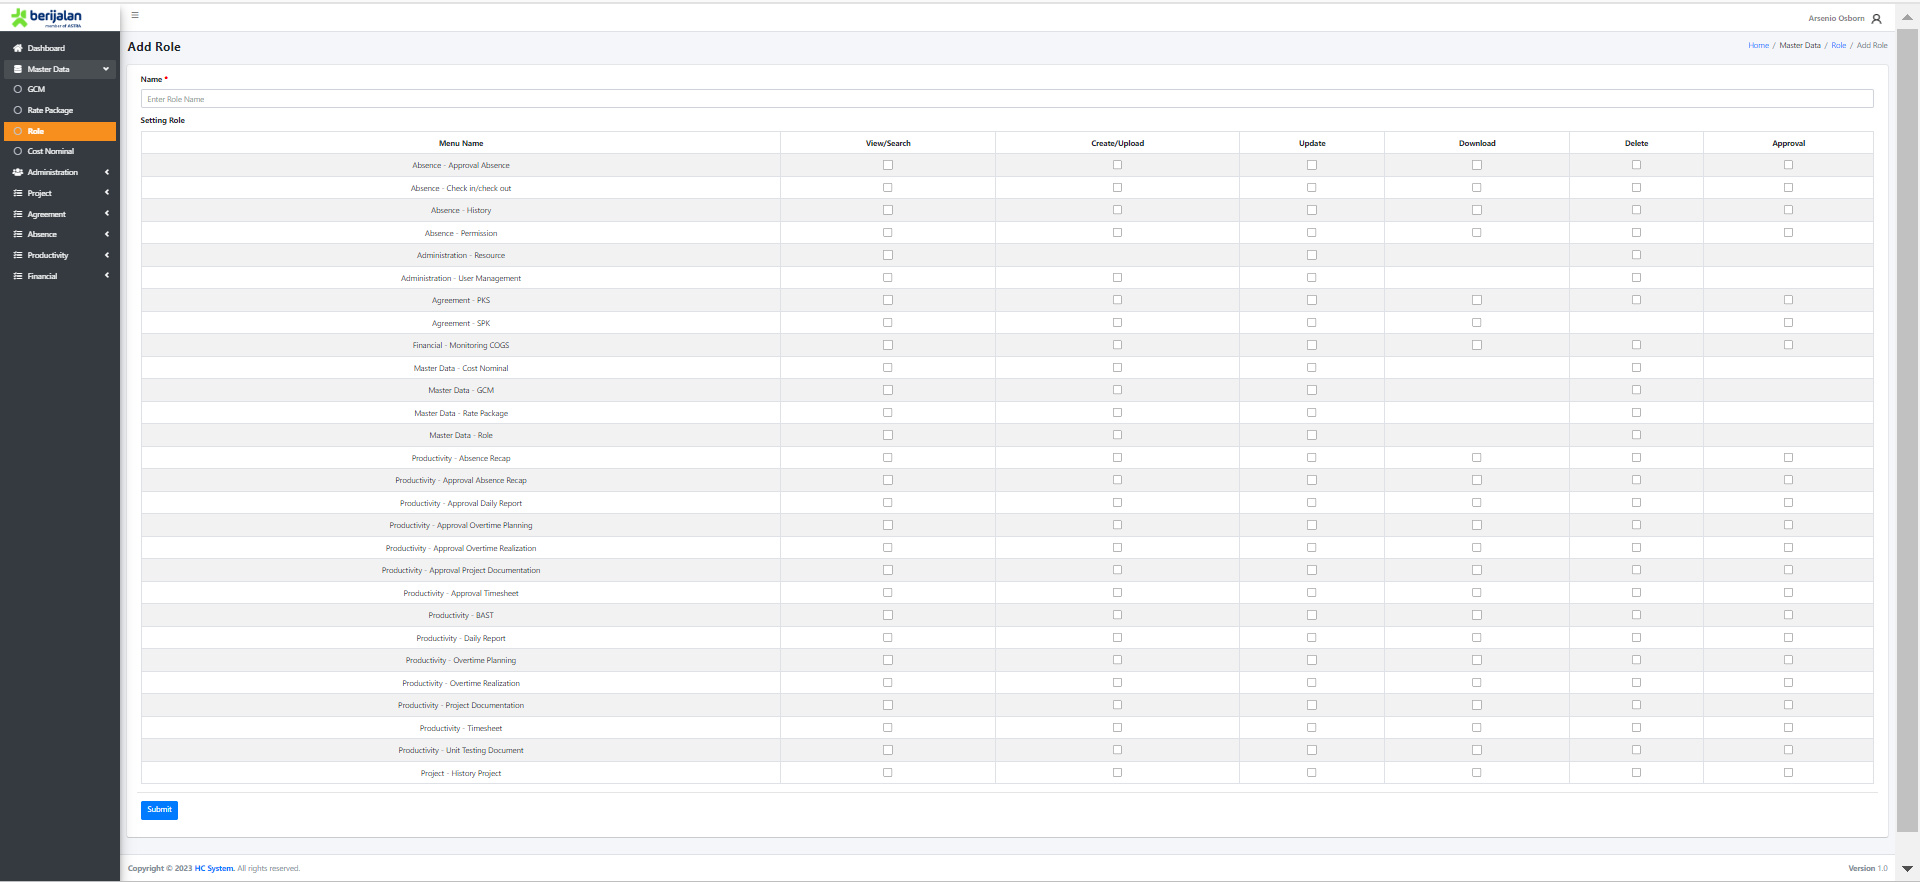 berijalan
member of ASTRA
Arsenio Osborn
Dashboard
Master Data
GCM
Rate Package
Role
Cost Nominal
Administration
Project
Agreement
Absence
Productivity
Financial
Add Role
Home / Master Data / Role / Add Role
Name *
Enter Role Name
Setting Role
Menu Name View/Search Create/Upload Update Download Delete Approval
Absence - Approval Absence
Absence - Check in/check out
Absence - History
Absence - Permission
Administration - Resource
Administration - User Management
Agreement - PKS
Agreement - SPK
Financial - Monitoring COGS
Master Data - Cost Nominal
Master Data - GCM
Master Data - Rate Package
Master Data - Role
Productivity - Absence Recap
Productivity - Approval Absence Recap
Productivity - Approval Daily Report
Productivity - Approval Overtime Planning
Productivity - Approval Overtime Realization
Productivity - Approval Project Documentation
Productivity - Approval Timesheet
Productivity - BAST
Productivity - Daily Report
Productivity - Overtime Planning
Productivity - Overtime Realization
Productivity - Project Documentation
Productivity - Timesheet
Productivity - Unit Testing Document
Project - History Project
Submit
Copyright © 2023 HC System. All rights reserved.
Version 1.0